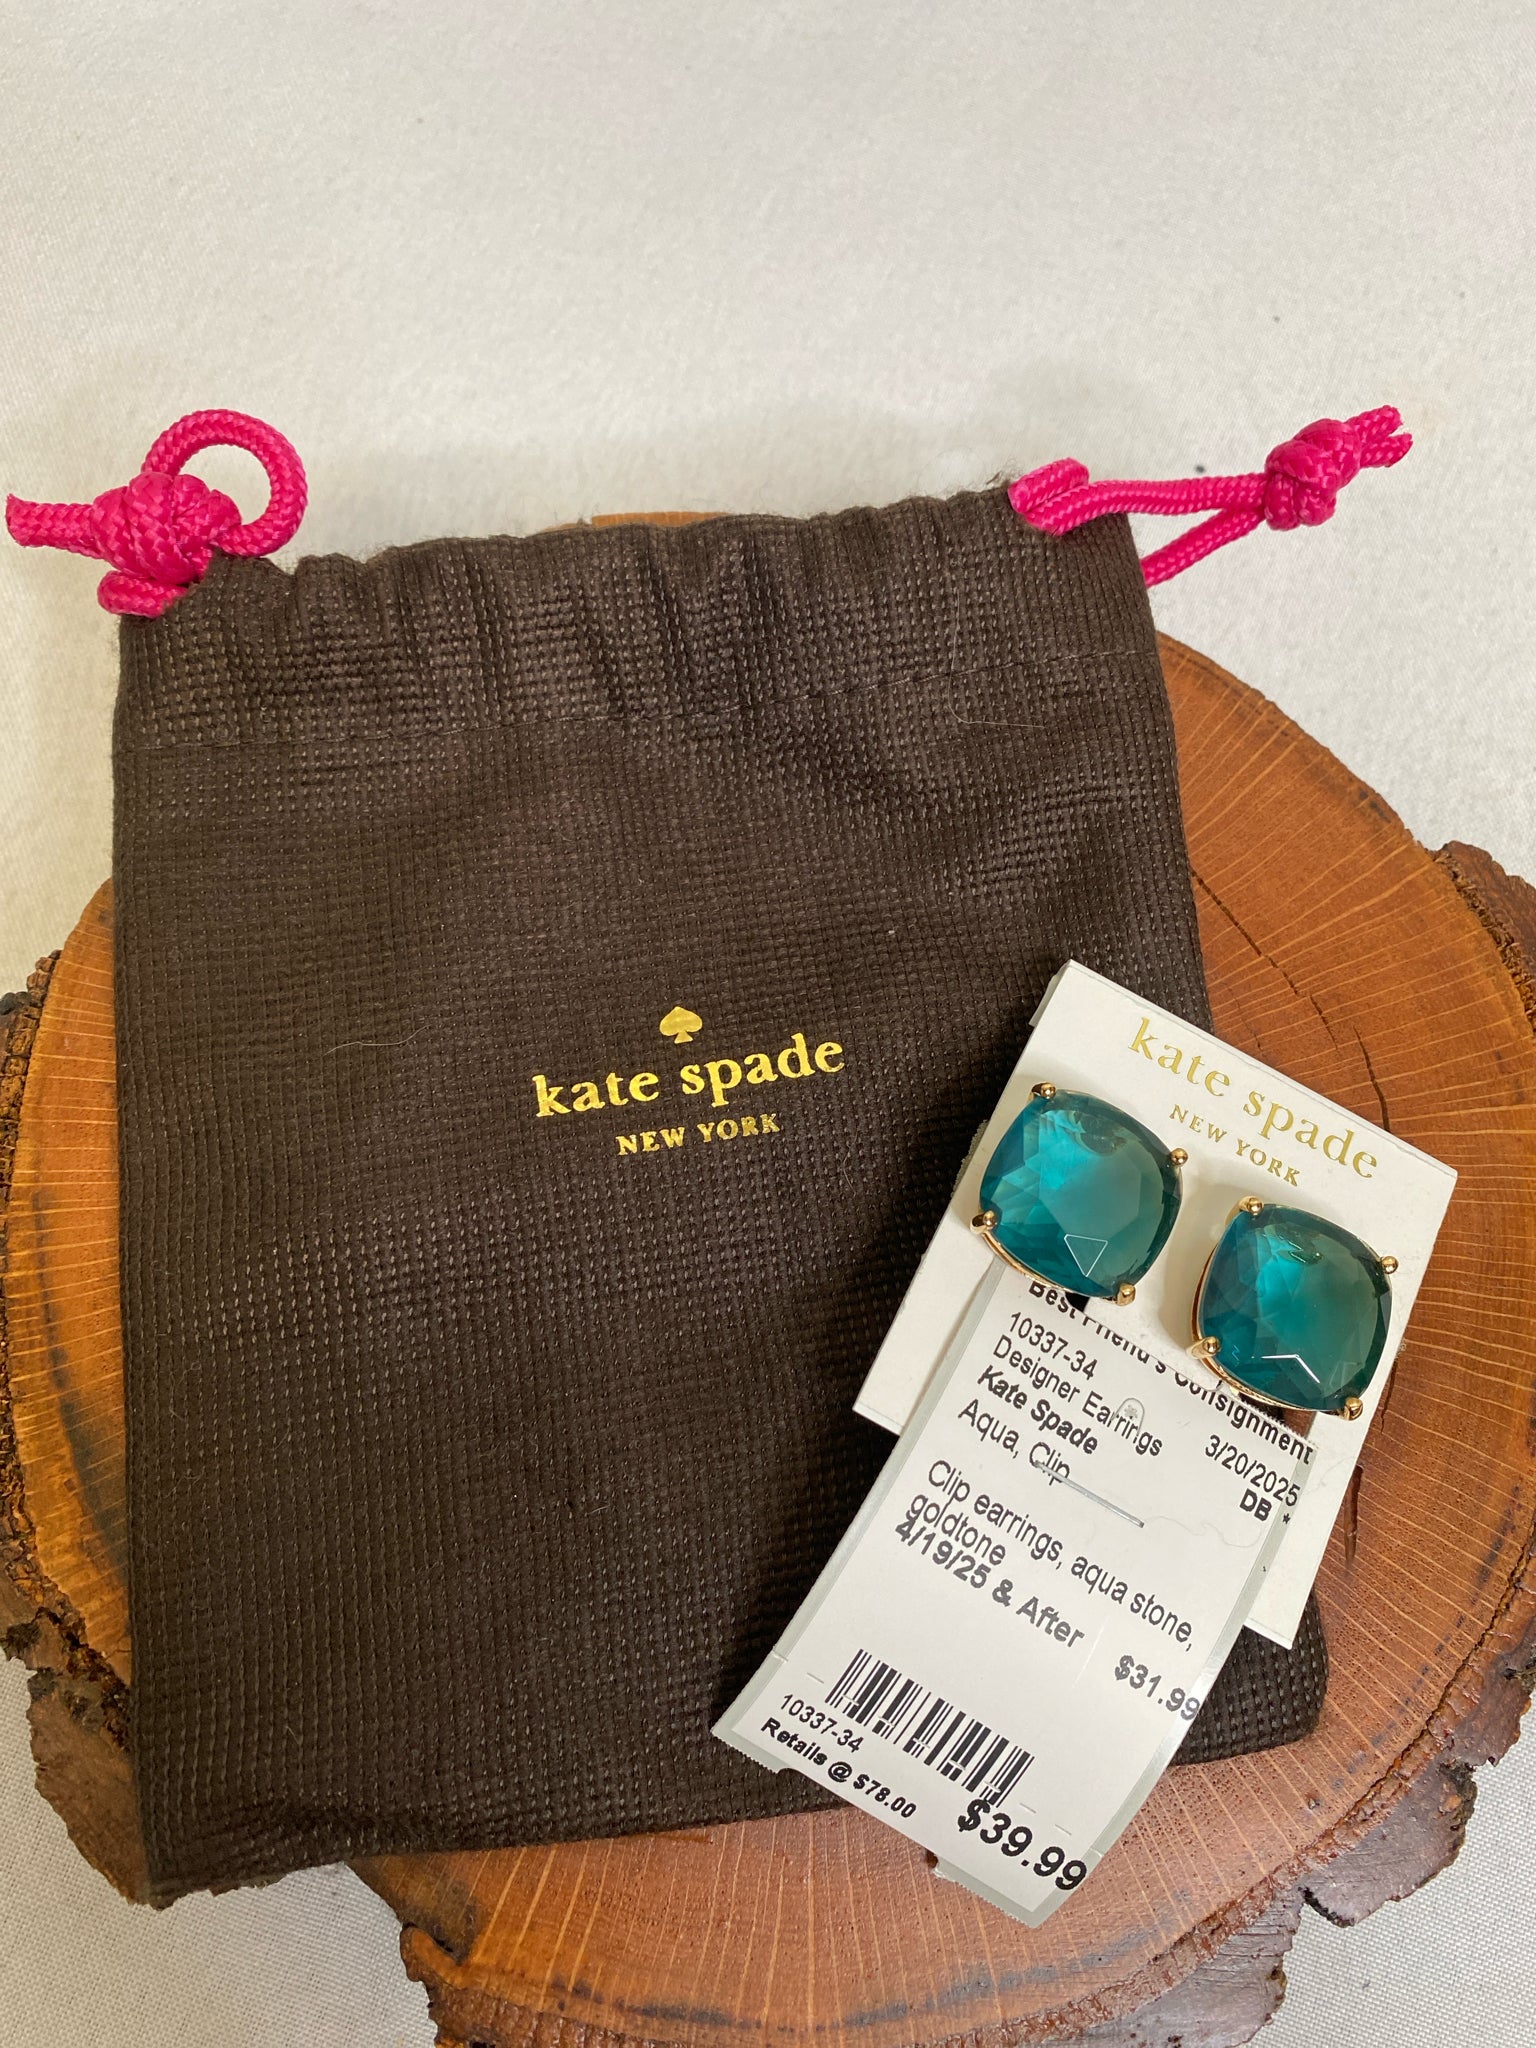 kate spade
NEW YORK
kate spade
NEW YORK
Best Friend's Consignment
10337-34 3/20/2025
Designer Earrings DB *
Kate Spade
Aqua, Clip
Clip earrings, aqua stone,
goldtone
4/19/25 & After $31.99
10337-34
Retails @ $78.00
$39.99